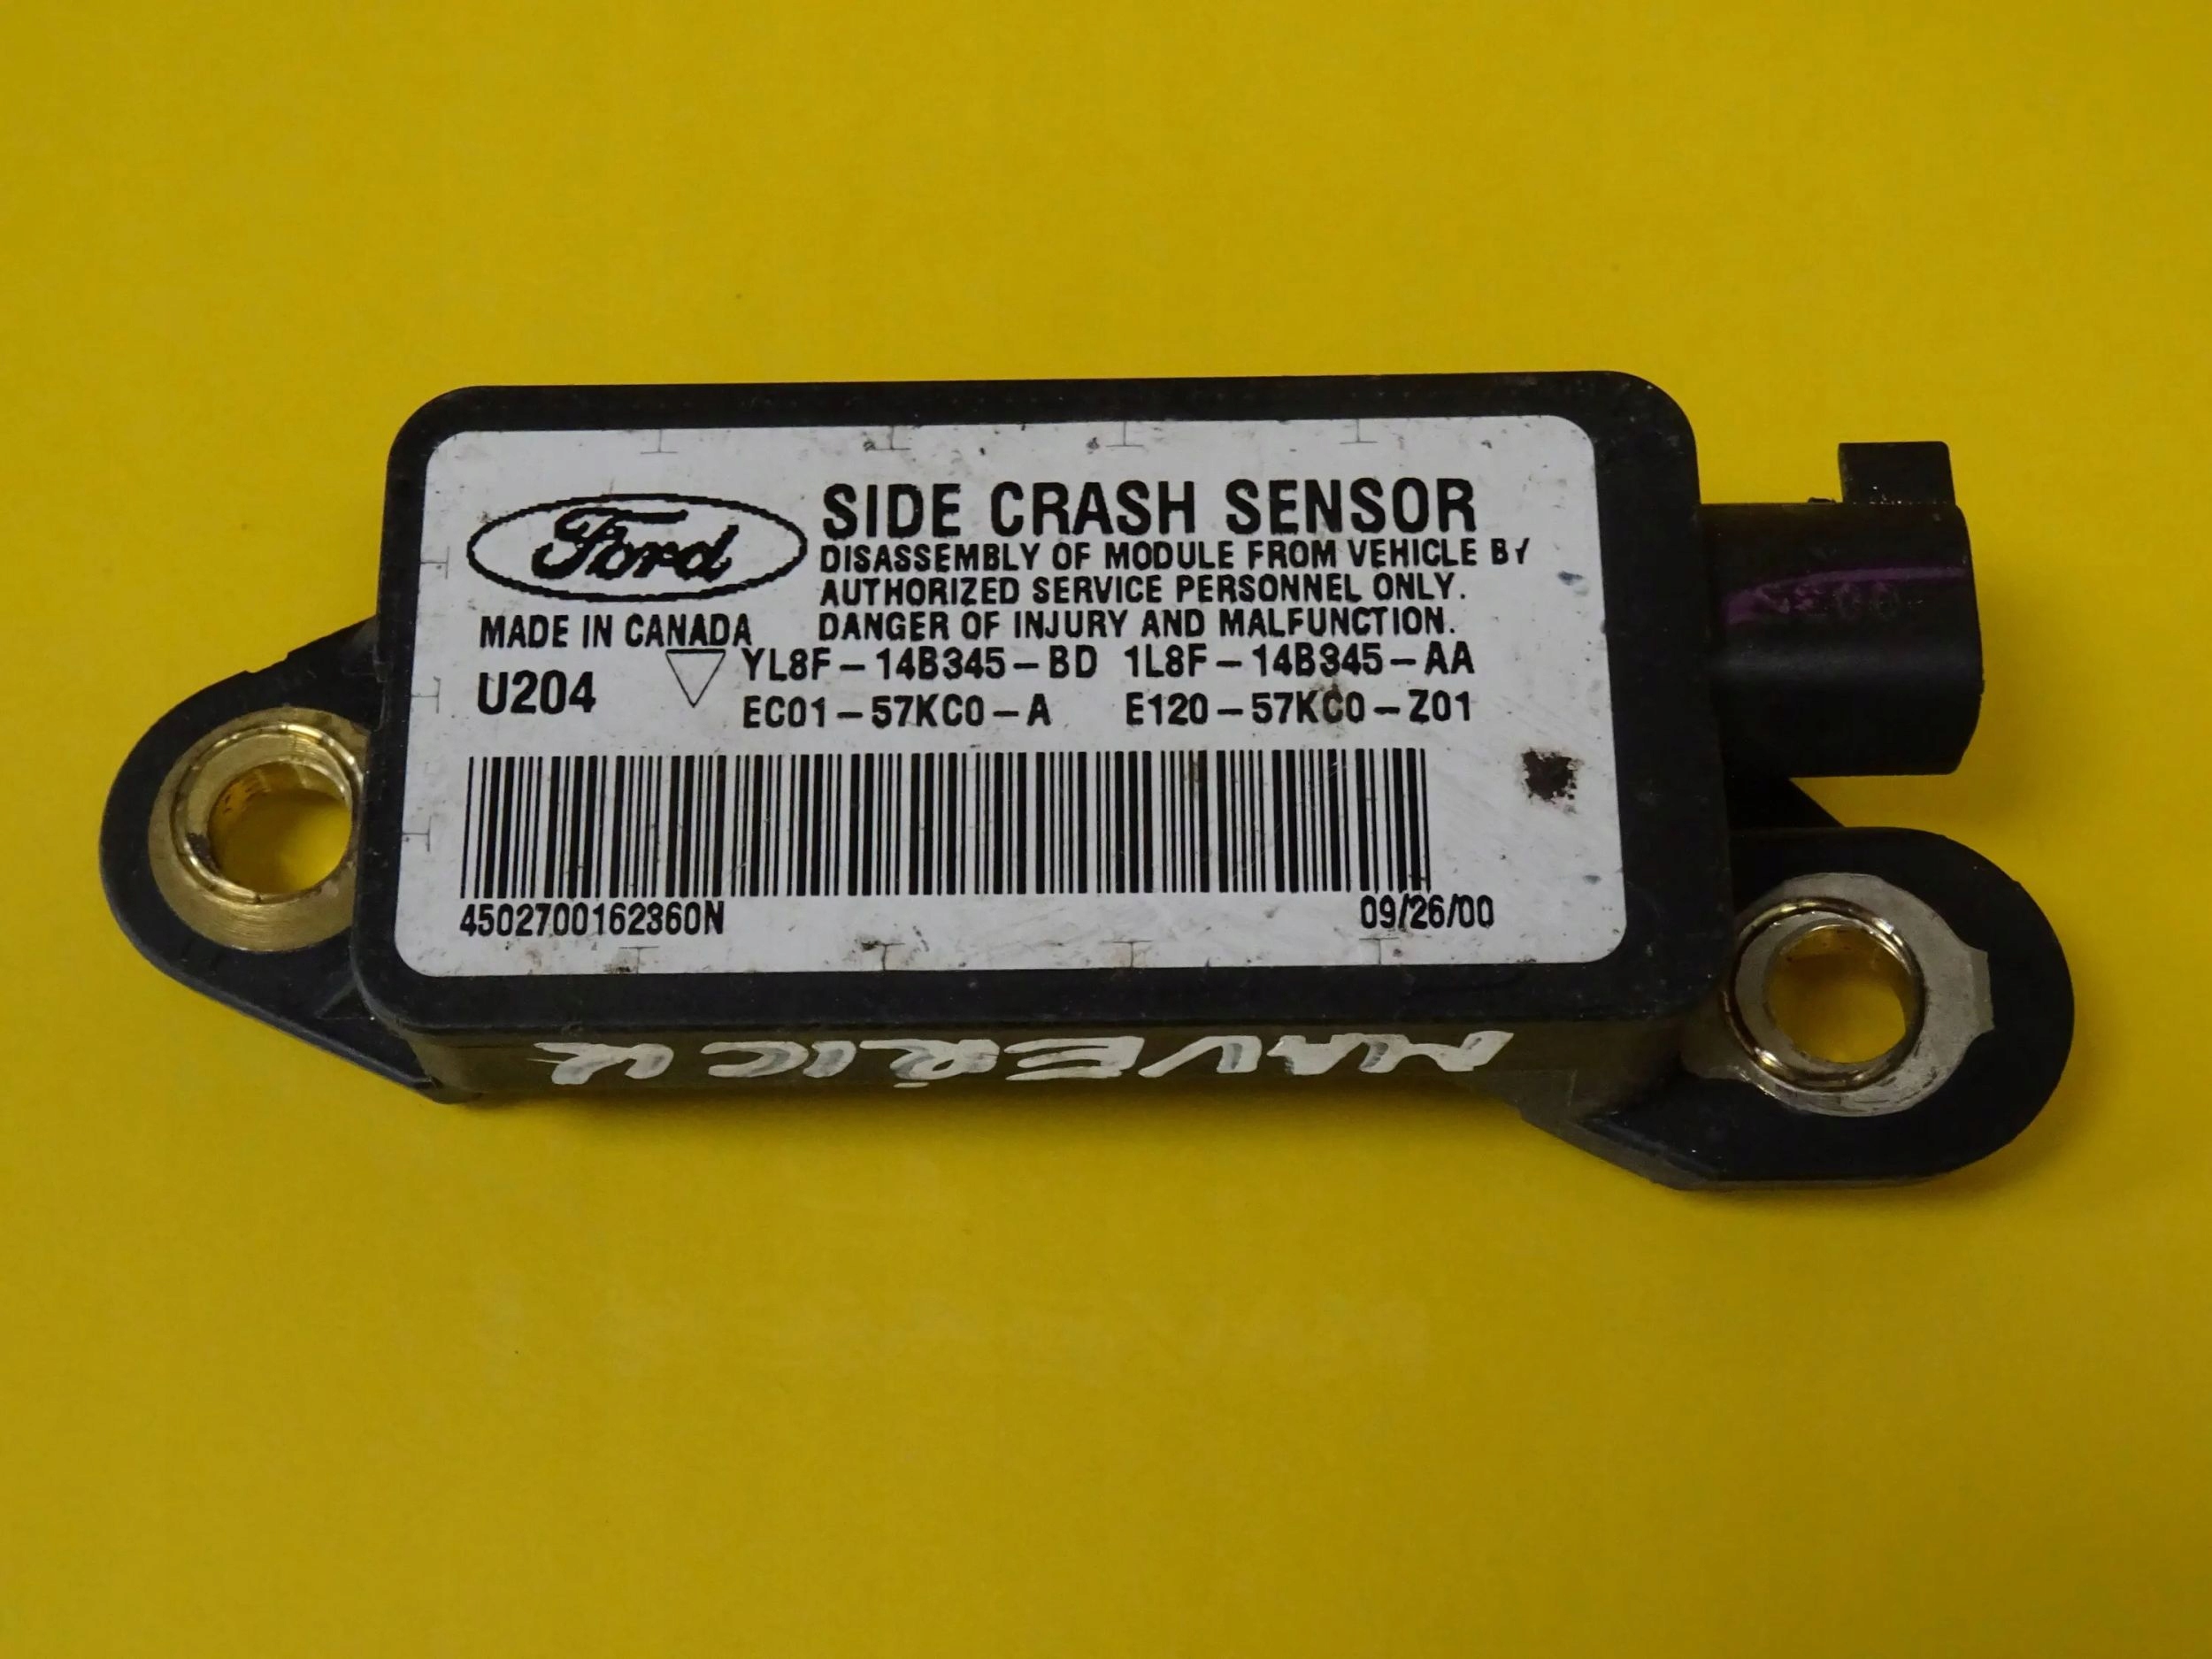 Ford
SIDE CRASH SENSOR
DISASSEMBLY OF MODULE FROM VEHICLE BY
AUTHORIZED SERVICE PERSONNEL ONLY.
DANGER OF INJURY AND MALFUNCTION.
MADE IN CANADA
U204
YL8F-14B345-BD 1L8F-14B345-AA
EC01-57KC0-A E120-57KC0-Z01
4502700162360N 09/26/00
MAVERICK